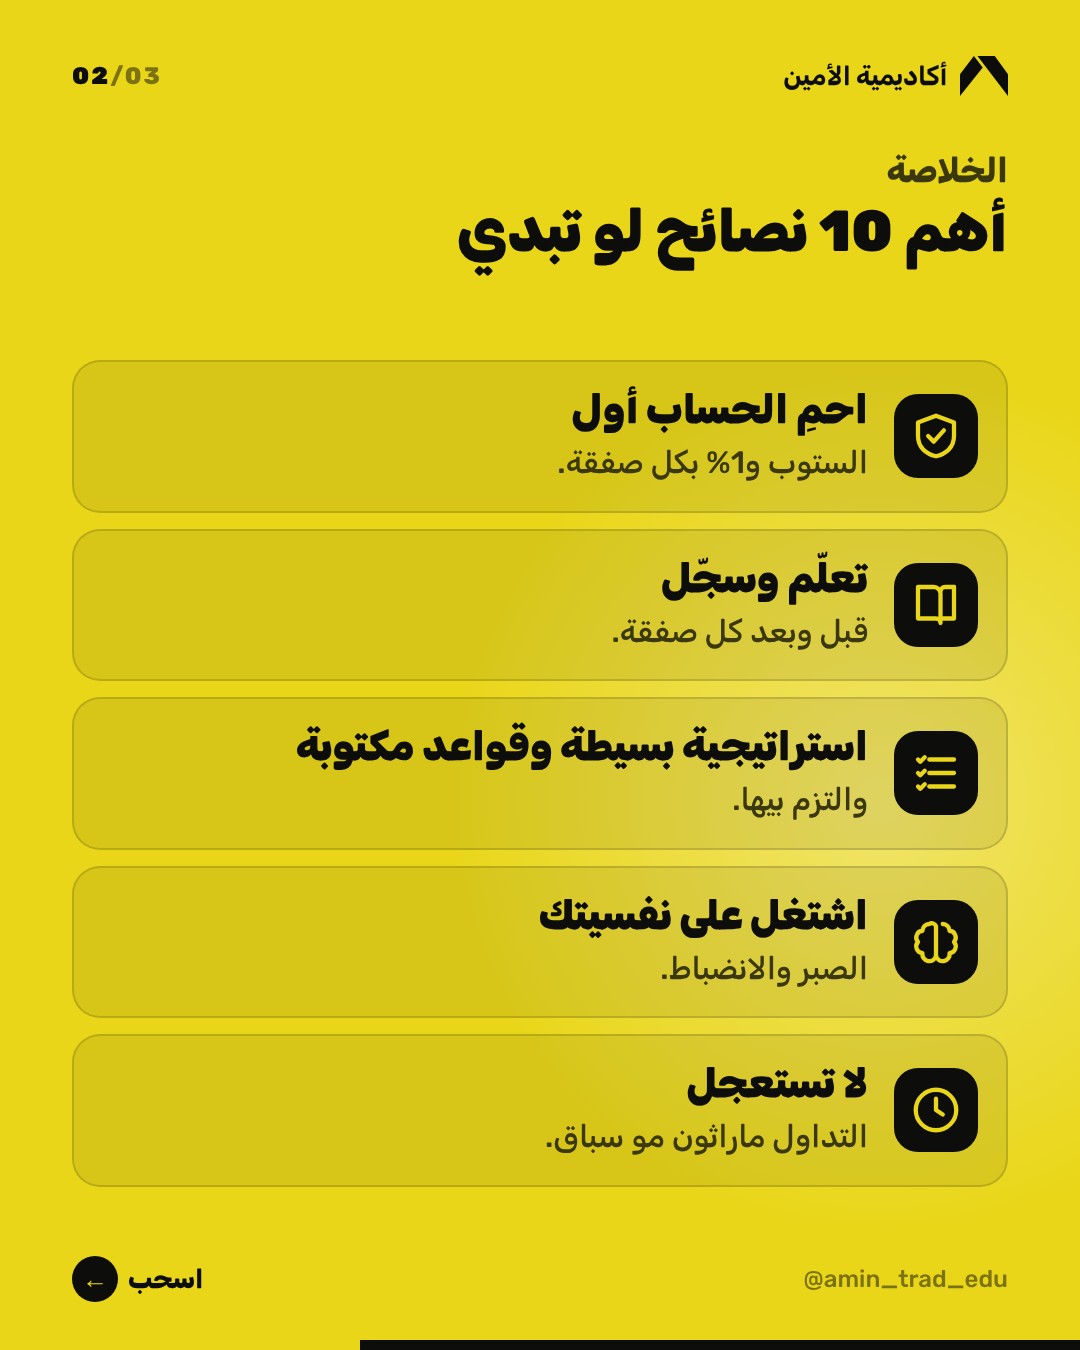 أكاديمية الأمين
02/03
الخلاصة
أهم 10 نصائح لو تبدي
احمِ الحساب أول
الستوب و1% بكل صفقة.
تعلّم وسجّل
قبل وبعد كل صفقة.
استراتيجية بسيطة وقواعد مكتوبة
والتزم بيها.
اشتغل على نفسيتك
الصبر والانضباط.
لا تستعجل
التداول ماراثون مو سباق.
@amin_trad_edu
اسحب ←